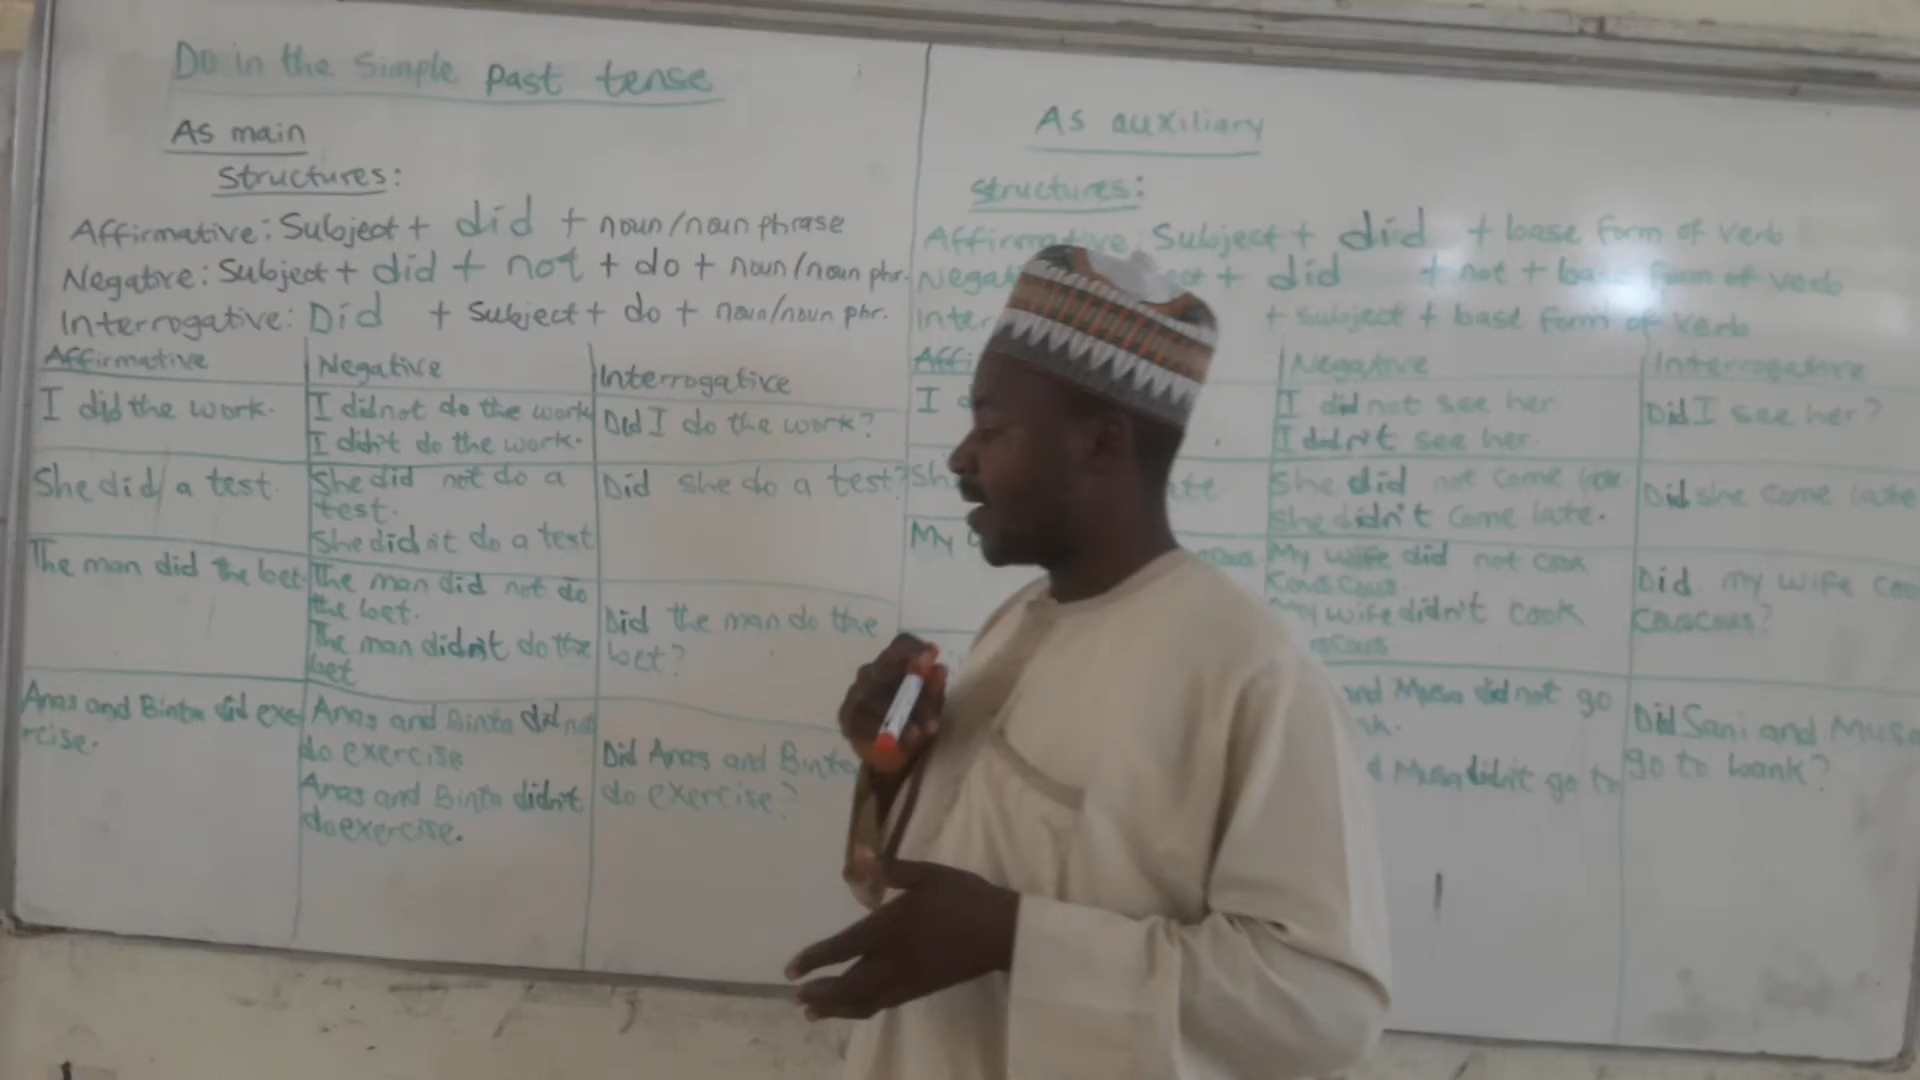 Do in the simple past tense
As main
Structures:
Affirmative: Subject + did + noun/noun phrase
Negative: Subject + did + not + do + noun/noun phr.
Interrogative: Did + Subject + do + noun/noun phr.
Affirmative
Negative
Interrogative
I did the work.
I did not do the work
I didn't do the work.
Did I do the work?
She did a test.
She did not do a
test.
She didn't do a test
Did she do a test?
The man did the bet
The man did not do
the bet.
The man didn't do the
bet
Did the man do the
bet?
Anas and Binta did exe
rcise.
Anas and Binta did not
do exercise
Anas and Binta didn't
do exercise.
Did Anas and Binta
do exercise?
As auxiliary
Structures:
Affirmative: Subject + did + base form of verb
+ did + not + base form of verb
+ subject + base form of verb
Negative
Interrogative
I
I did not see her.
I didn't see her.
Did I see her?
She did not come late.
She didn't come late.
Did she come late
My
My wife did not cook
couscous.
My wife didn't cook
Did my wife
couscous?
and Musa did not go
Musa didn't go to
Did Sani and Musa
go to bank?